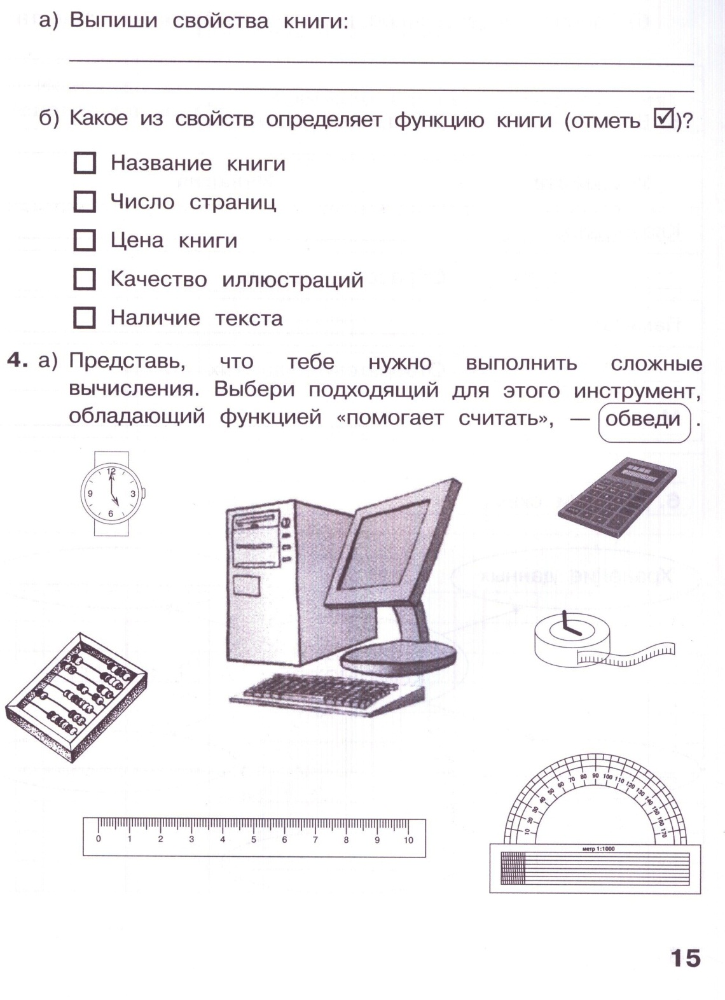 а) Выпиши свойства книги:
б) Какое из свойств определяет функцию книги (отметь ☑)?
☐ Название книги
☐ Число страниц
☐ Цена книги
☐ Качество иллюстраций
☐ Наличие текста
4. а) Представь, что тебе нужно выполнить сложные
вычисления. Выбери подходящий для этого инструмент,
обладающий функцией «помогает считать», — обведи .
12
9 3
6
10 20 30 40 50 60 70 80 90 100 110 120 130 140 150 160 170
0 1 2 3 4 5 6 7 8 9 10
метр 1:1000
15